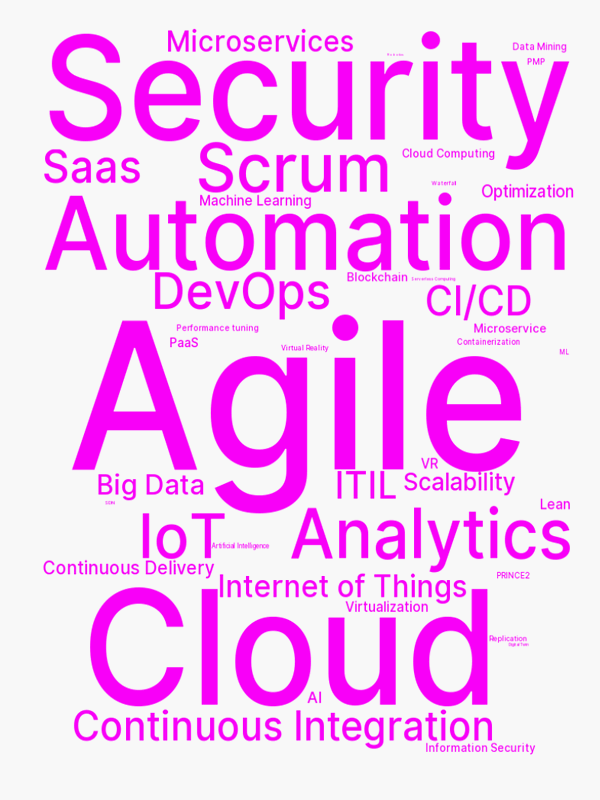 Microservices
Data Mining
PMP
Security
Saas
Scrum
Cloud Computing
Waterfall
Optimization
Machine Learning
Automation
DevOps
Blockchain
Serverless Computing
CI/CD
Performance tuning
Microservice
PaaS
Virtual Reality
Containerization
ML
Agile
VR
Big Data
ITIL
Scalability
Lean
IoT
Artificial Intelligence
Analytics
Continuous Delivery
Internet of Things
PRINCE2
Virtualization
Cloud
Replication
Digital Twin
AI
Continuous Integration
Information Security